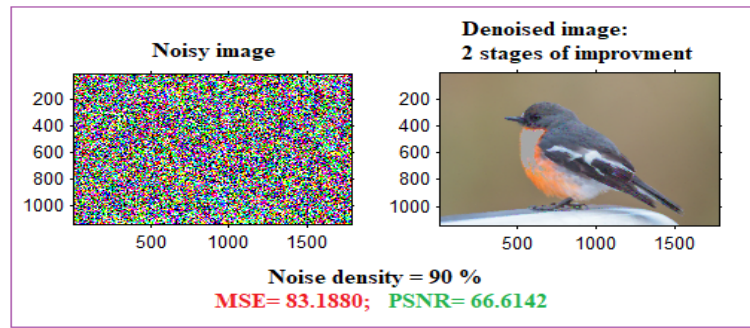 Noisy image
Denoised image:
2 stages of improvment
200
400
600
800
1000
500 1000 1500
200
400
600
800
1000
500 1000 1500
Noise density = 90 %
MSE= 83.1880; PSNR= 66.6142